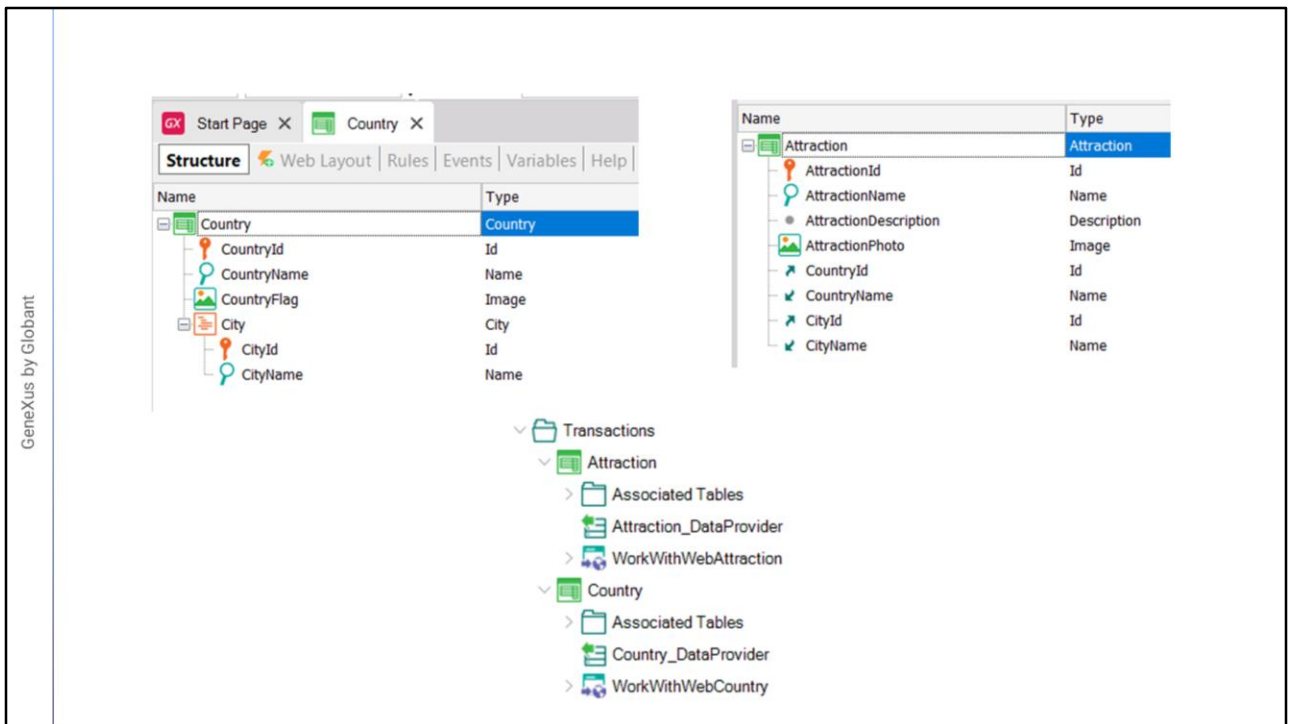 GeneXus by Globant
GX Start Page X Country X
Structure Web Layout Rules Events Variables Help
Name Type
Country Country
CountryId Id
CountryName Name
CountryFlag Image
City City
CityId Id
CityName Name
Name Type
Attraction Attraction
AttractionId Id
AttractionName Name
AttractionDescription Description
AttractionPhoto Image
CountryId Id
CountryName Name
CityId Id
CityName Name
Transactions
Attraction
Associated Tables
Attraction_DataProvider
WorkWithWebAttraction
Country
Associated Tables
Country_DataProvider
WorkWithWebCountry